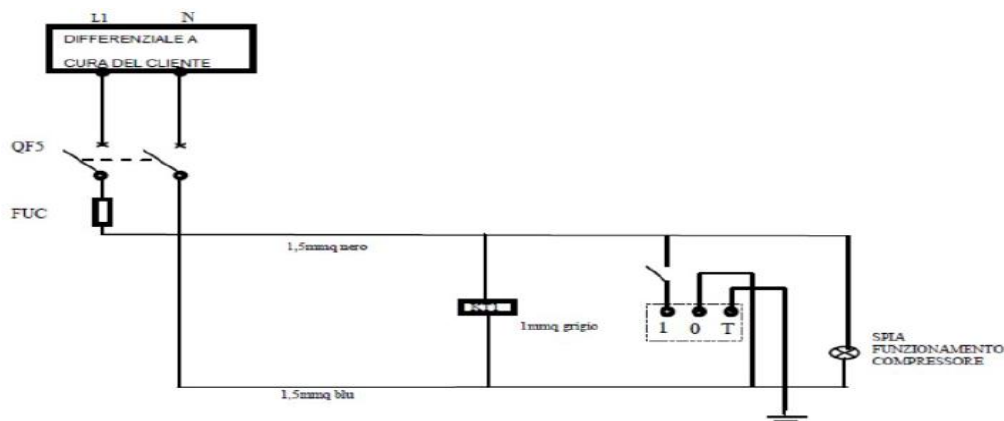 L1 N
DIFFERENZIALE A
CURA DEL CLIENTE
QF5
FUC
1,5mmq nero
1mmq grigio
1 0 T
SPIA
FUNZIONAMENTO
COMPRESSORE
1,5mmq blu